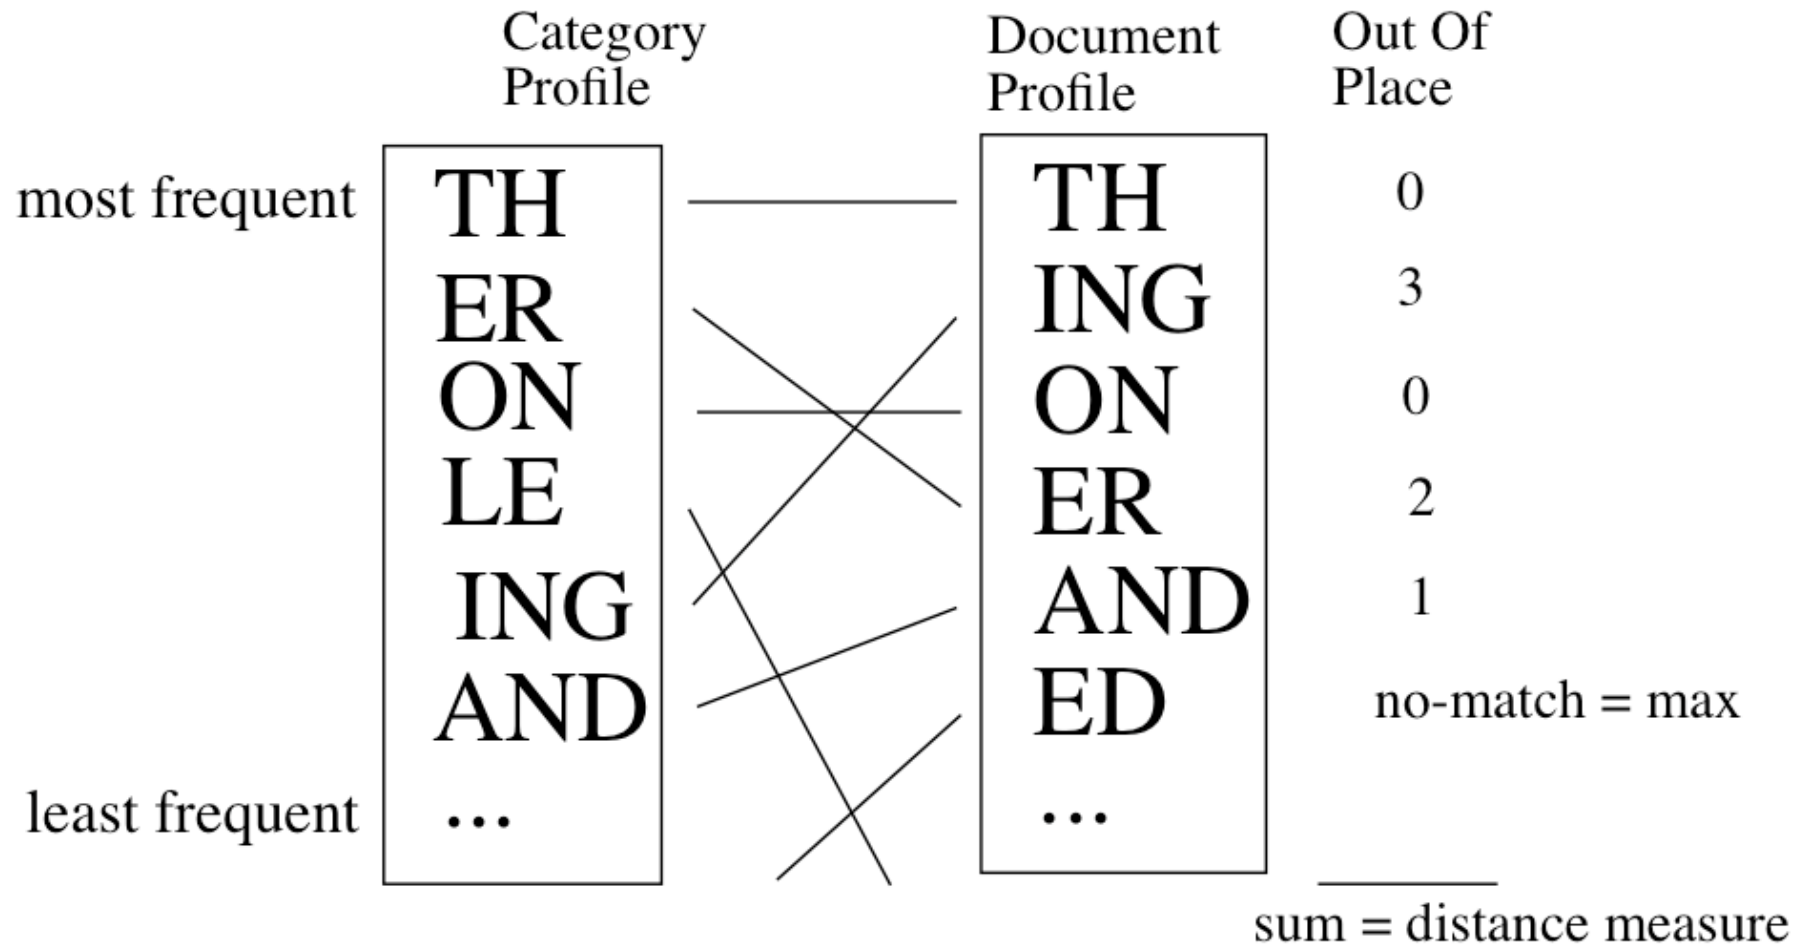 Category
Profile
Document
Profile
Out Of
Place
most frequent
TH
TH
0
ER
ING
3
ON
ON
0
LE
ER
2
ING
AND
1
AND
ED
no-match = max
least frequent
...
...
sum = distance measure